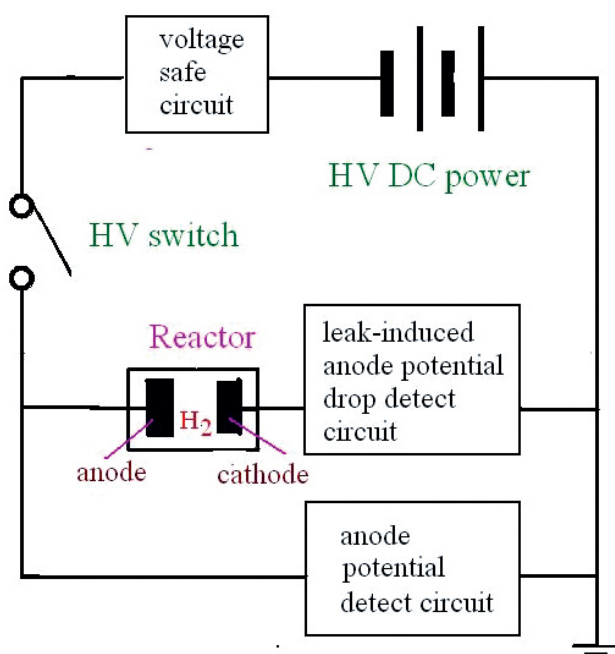 voltage
safe
circuit
HV DC power
HV switch
Reactor
H2
anode
cathode
leak-induced
anode potential
drop detect
circuit
anode
potential
detect circuit